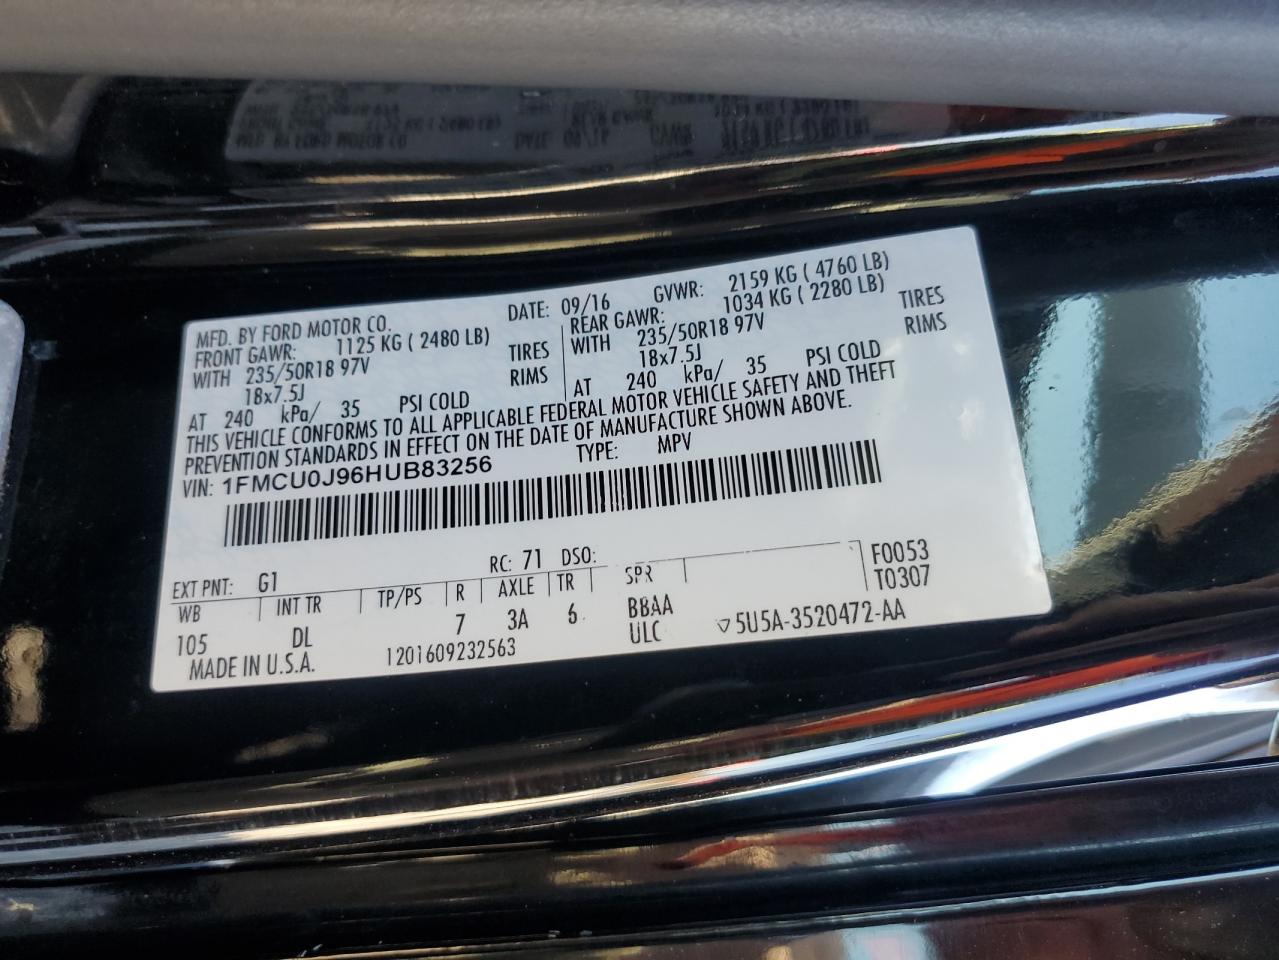 MFD. BY FORD MOTOR CO.
DATE: 09/16 GVWR: 2159 KG ( 4760 LB)
FRONT GAWR: 1125 KG ( 2480 LB)
REAR GAWR: 1034 KG ( 2280 LB)
WITH 235/50R18 97V TIRES
WITH 235/50R18 97V TIRES
18x7.5J RIMS
18x7.5J RIMS
AT 240 kPa/ 35 PSI COLD
AT 240 kPa/ 35 PSI COLD
THIS VEHICLE CONFORMS TO ALL APPLICABLE FEDERAL MOTOR VEHICLE SAFETY AND THEFT
PREVENTION STANDARDS IN EFFECT ON THE DATE OF MANUFACTURE SHOWN ABOVE.
VIN: 1FMCU0J96HUB83256 TYPE: MPV
EXT PNT: G1 RC: 71 DSO: F0053
WB INT TR TP/PS R AXLE TR SPR T0307
105 DL 7 3A 6 BBAA
MADE IN U.S.A. 1201609232563 ULC ▽5U5A-3520472-AA